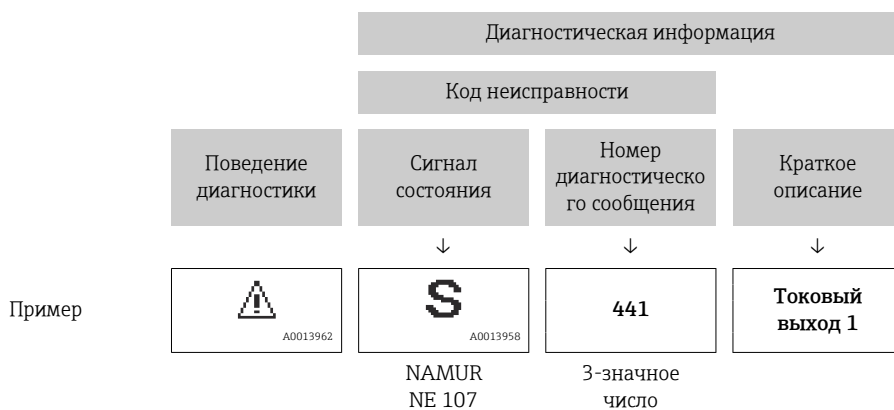 Диагностическая информация
Код неисправности
Поведение
диагностики
Сигнал
состояния
Номер
диагностическо
го сообщения
Краткое
описание
↓ ↓ ↓
Пример
A0013962
S
A0013958
441
Токовый
выход 1
NAMUR
NE 107
3-значное
число